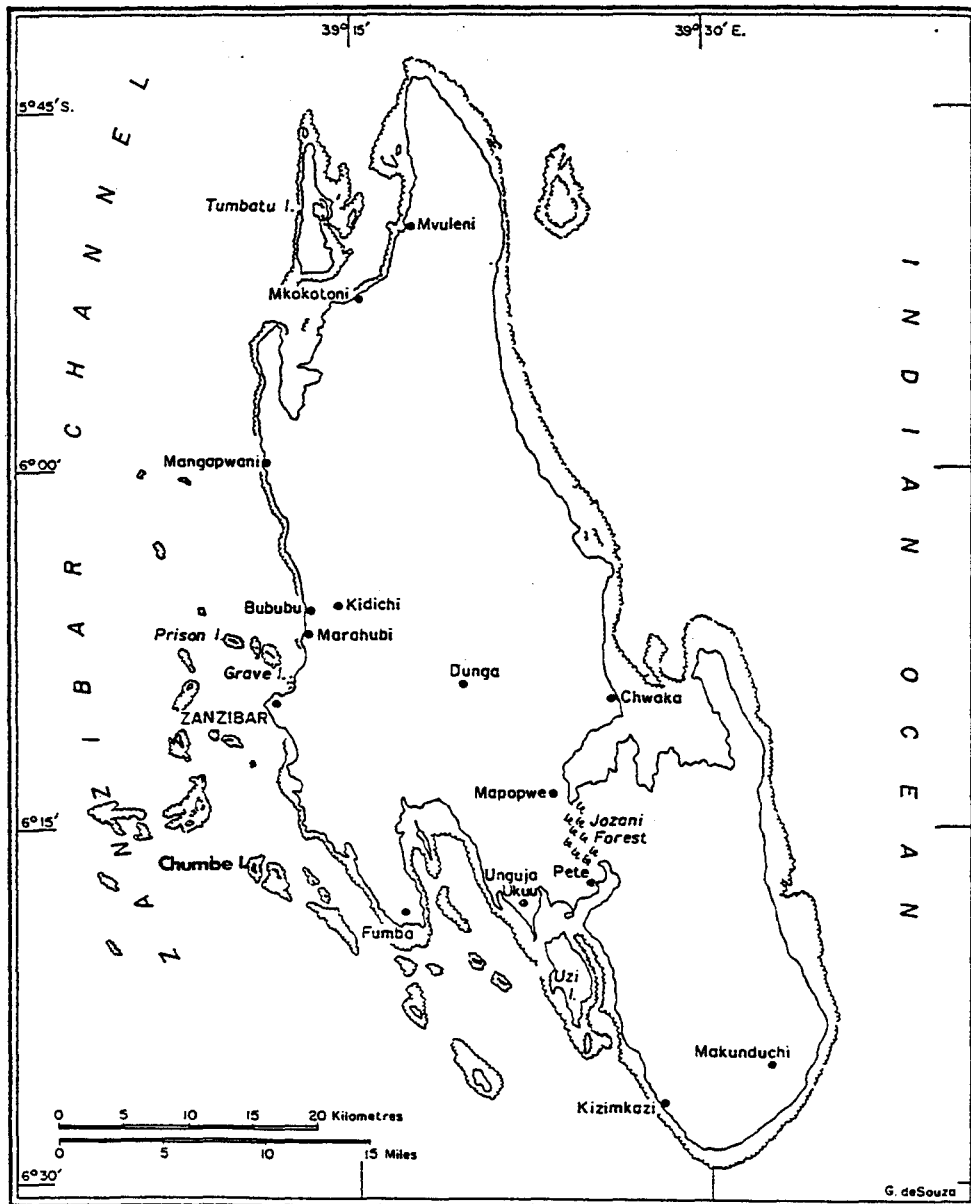 39°15'
39°30' E.
5°45' S.
ZANZIBAR CHANNEL
INDIAN OCEAN
Tumbatu I.
Mvuleni
Mkokotoni
Mangapwani
6°00'
Bububu
Kidichi
Marahubi
Prison I.
Grave I.
Dunga
ZANZIBAR
Chwaka
Mapopwe
Jozani
Forest
6°15'
Chumbe I.
Pete
Unguja
Ukuu
Fumba
Uzi
I.
Makunduchi
Kizimkazi
0 5 10 15 20 Kilometres
0 5 10 15 Miles
6°30'
G. deSouza